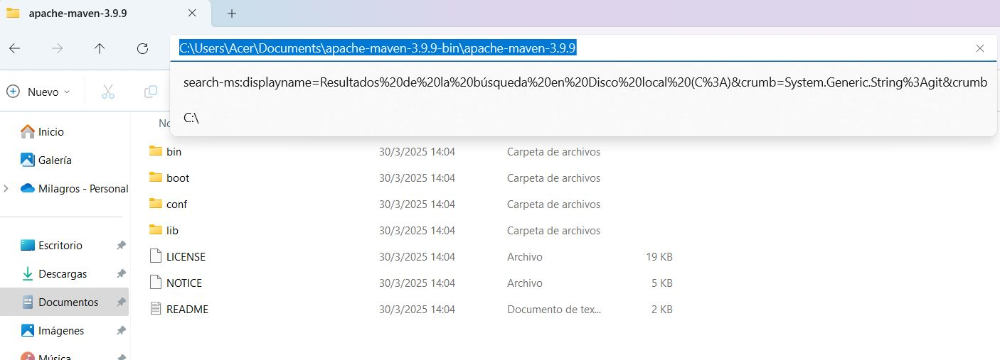 apache-maven-3.9.9
C:\Users\Acer\Documents\apache-maven-3.9.9-bin\apache-maven-3.9.9
search-ms:displayname=Resultados%20de%20la%20búsqueda%20en%20Disco%20local%20(C%3A)&crumb=System.Generic.String%3Agit&crumb
Nuevo
C:\
Inicio
Galería
Milagros - Personal
Escritorio
Descargas
Documentos
Imágenes
Música
bin 30/3/2025 14:04 Carpeta de archivos
boot 30/3/2025 14:04 Carpeta de archivos
conf 30/3/2025 14:04 Carpeta de archivos
lib 30/3/2025 14:04 Carpeta de archivos
LICENSE 30/3/2025 14:04 Archivo 19 KB
NOTICE 30/3/2025 14:04 Archivo 5 KB
README 30/3/2025 14:04 Documento de tex... 2 KB